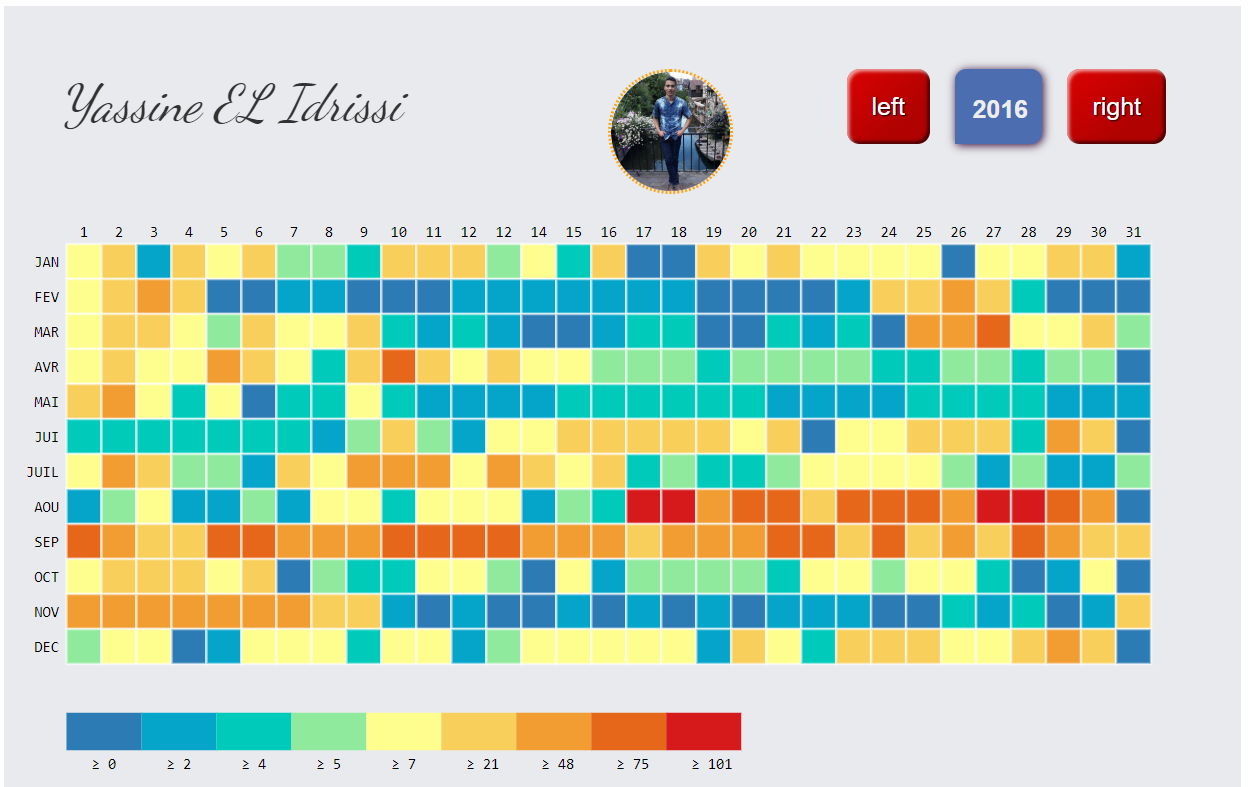 Yassine EL Idrissi
left 2016 right
1 2 3 4 5 6 7 8 9 10 11 12 12 14 15 16 17 18 19 20 21 22 23 24 25 26 27 28 29 30 31
JAN
FEV
MAR
AVR
MAI
JUI
JUIL
AOU
SEP
OCT
NOV
DEC
≥ 0 ≥ 2 ≥ 4 ≥ 5 ≥ 7 ≥ 21 ≥ 48 ≥ 75 ≥ 101